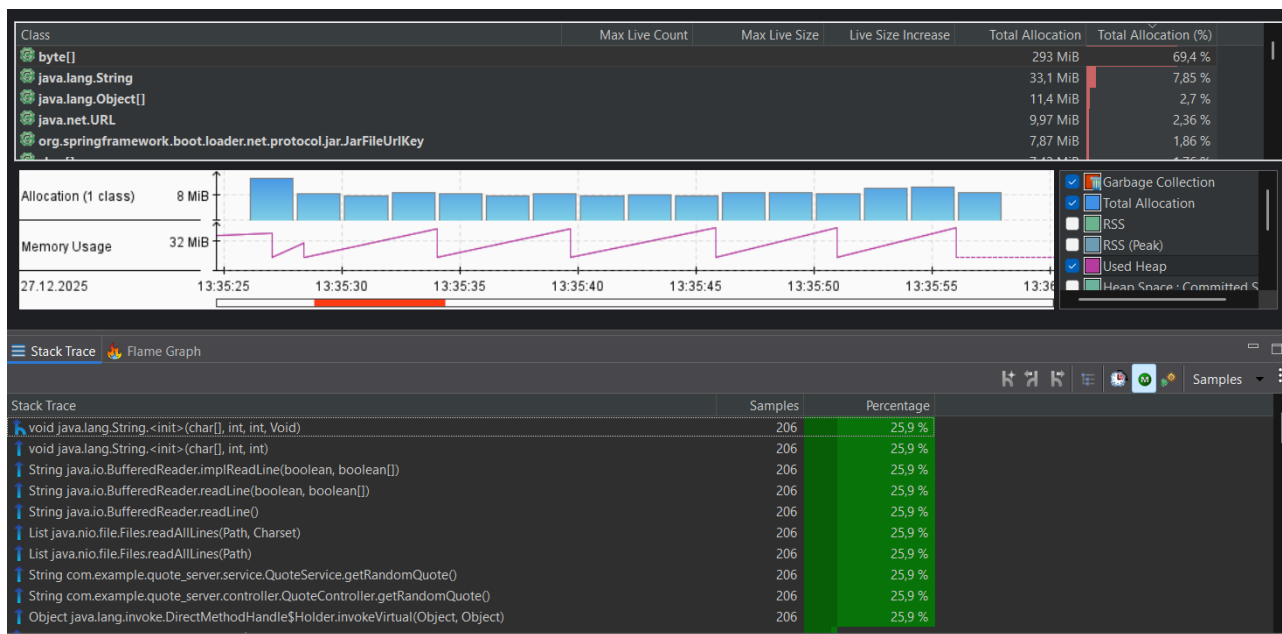 Class Max Live Count Max Live Size Live Size Increase Total Allocation Total Allocation (%)
byte[] 293 MiB 69,4 %
java.lang.String 33,1 MiB 7,85 %
java.lang.Object[] 11,4 MiB 2,7 %
java.net.URL 9,97 MiB 2,36 %
org.springframework.boot.loader.net.protocol.jar.JarFileUrlKey 7,87 MiB 1,86 %
Allocation (1 class) 8 MiB
Memory Usage 32 MiB
27.12.2025 13:35:25 13:35:30 13:35:35 13:35:40 13:35:45 13:35:50 13:35:55 13:36
Garbage Collection
Total Allocation
RSS
RSS (Peak)
Used Heap
Heap Space : Committed S
Stack Trace Flame Graph
Samples
Stack Trace Samples Percentage
void java.lang.String.<init>(char[], int, int, Void) 206 25,9 %
void java.lang.String.<init>(char[], int, int) 206 25,9 %
String java.io.BufferedReader.implReadLine(boolean, boolean[]) 206 25,9 %
String java.io.BufferedReader.readLine(boolean, boolean[]) 206 25,9 %
String java.io.BufferedReader.readLine() 206 25,9 %
List java.nio.file.Files.readAllLines(Path, Charset) 206 25,9 %
List java.nio.file.Files.readAllLines(Path) 206 25,9 %
String com.example.quote_server.service.QuoteService.getRandomQuote() 206 25,9 %
String com.example.quote_server.controller.QuoteController.getRandomQuote() 206 25,9 %
Object java.lang.invoke.DirectMethodHandle$Holder.invokeVirtual(Object, Object) 206 25,9 %